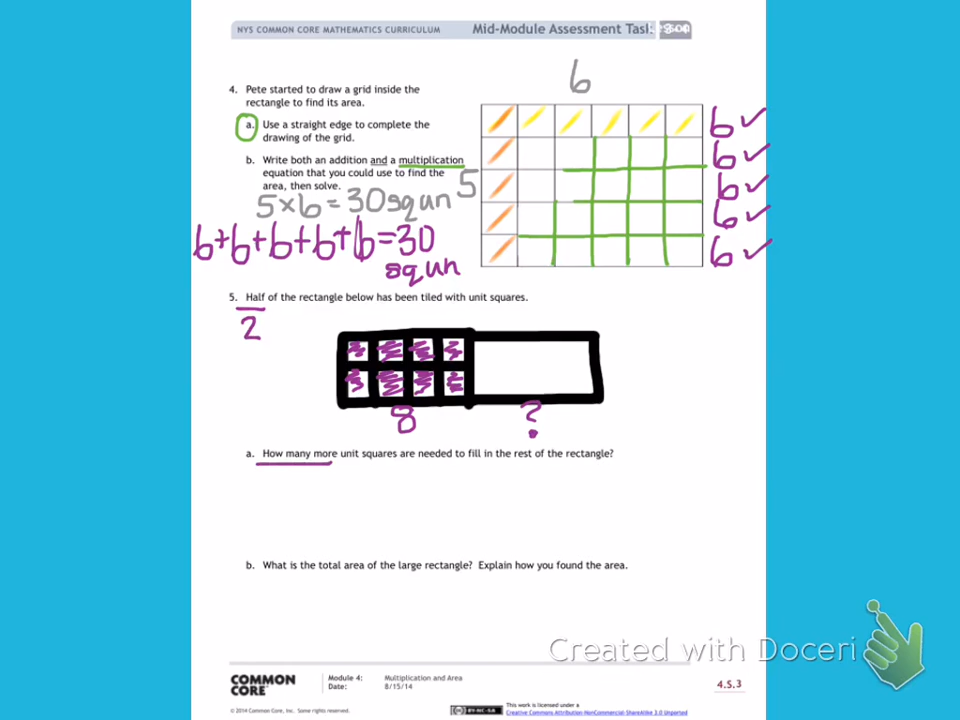 NYS COMMON CORE MATHEMATICS CURRICULUM
Mid-Module Assessment Task
6
4. Pete started to draw a grid inside the
rectangle to find its area.
a. Use a straight edge to complete the
drawing of the grid.
b. Write both an addition and a multiplication
equation that you could use to find the
area, then solve.
5
5 × 6 = 30 squn
6+6+6+6+6=30
squn
6 ✓
6 ✓
6 ✓
6 ✓
6 ✓
5. Half of the rectangle below has been tiled with unit squares.
2
8
?
a. How many more unit squares are needed to fill in the rest of the rectangle?
b. What is the total area of the large rectangle? Explain how you found the area.
Created with Doceri
COMMON
CORE
Module 4: Multiplication and Area
Date: 8/15/14
4.S.3
© 2014 Common Core, Inc. Some rights reserved.
(cc) BY-NC-SA
This work is licensed under a
Creative Commons Attribution-NonCommercial-ShareAlike 3.0 Unported